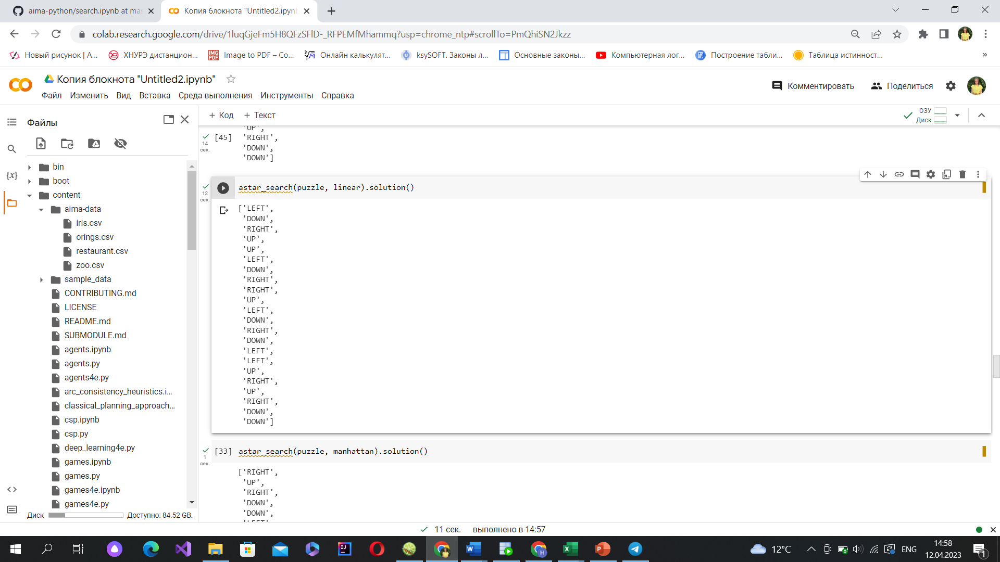 aima-python/search.ipynb at mas
Копия блокнота "Untitled2.ipynb
colab.research.google.com/drive/1luqGjeFm5H8QFzSFlD-_RFPEMfMhammq?usp=chrome_ntp#scrollTo=PmQhiSN2Jkzz
Новый рисунок | A...
ХНУРЭ дистанцион...
IMG PDF
Image to PDF – Co...
Онлайн калькулят...
ksySOFT. Законы л...
Основные законы...
Компьютерная лог...
Построение табли...
Таблица истинност...
»
Копия блокнота "Untitled2.ipynb"
Комментировать
Поделиться
Файл Изменить Вид Вставка Среда выполнения Инструменты Справка
Файлы
+ Код + Текст
ОЗУ
Диск
bin
boot
content
aima-data
iris.csv
orings.csv
restaurant.csv
zoo.csv
sample_data
CONTRIBUTING.md
LICENSE
README.md
SUBMODULE.md
agents.ipynb
agents.py
agents4e.py
arc_consistency_heuristics.i...
classical_planning_approach...
csp.ipynb
csp.py
deep_learning4e.py
games.ipynb
games.py
games4e.ipynb
games4e.py
Диск
Доступно: 84.52 GB.
{x}
'UP',
14 сек.
[45]
'RIGHT',
'DOWN',
'DOWN']
12 сек.
astar_search(puzzle, linear).solution()
['LEFT',
'DOWN',
'RIGHT',
'UP',
'UP',
'LEFT',
'DOWN',
'RIGHT',
'RIGHT',
'UP',
'LEFT',
'DOWN',
'RIGHT',
'DOWN',
'LEFT',
'LEFT',
'UP',
'RIGHT',
'UP',
'RIGHT',
'DOWN',
'DOWN']
1 сек.
[33]
astar_search(puzzle, manhattan).solution()
['RIGHT',
'UP',
'RIGHT',
'DOWN',
'DOWN',
'LEFT'
11 сек. выполнено в 14:57
12°C
ENG
14:58
12.04.2023
1